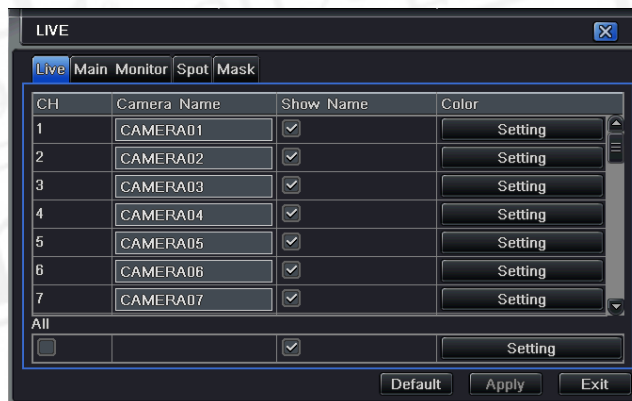 LIVE
Live Main Monitor Spot Mask
CH Camera Name Show Name Color
1 CAMERA01 Setting
2 CAMERA02 Setting
3 CAMERA03 Setting
4 CAMERA04 Setting
5 CAMERA05 Setting
6 CAMERA06 Setting
7 CAMERA07 Setting
All
Setting
Default Apply Exit